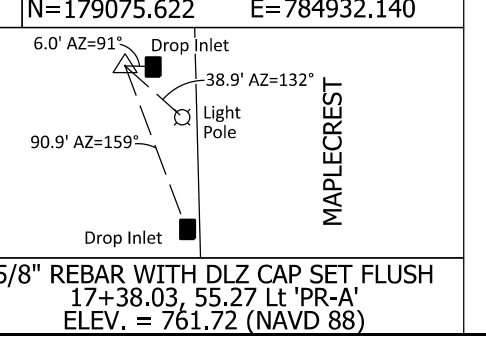 N=179075.622 E=784932.140
6.0' AZ=91°
Drop Inlet
38.9' AZ=132°
Light
Pole
90.9' AZ=159°
MAPLECREST
Drop Inlet
5/8" REBAR WITH DLZ CAP SET FLUSH
17+38.03, 55.27 Lt 'PR-A'
ELEV. = 761.72 (NAVD 88)